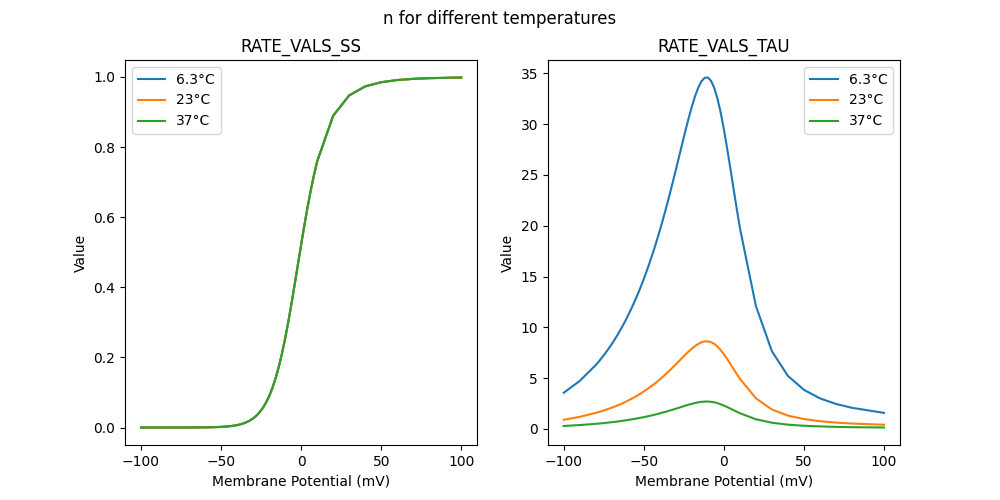 n for different temperatures
RATE_VALS_SS
RATE_VALS_TAU
1.0
0.8
0.6
0.4
0.2
0.0
Value
6.3°C
23°C
37°C
−100
−50
0
50
100
Membrane Potential (mV)
35
30
25
20
15
10
5
0
Value
6.3°C
23°C
37°C
−100
−50
0
50
100
Membrane Potential (mV)